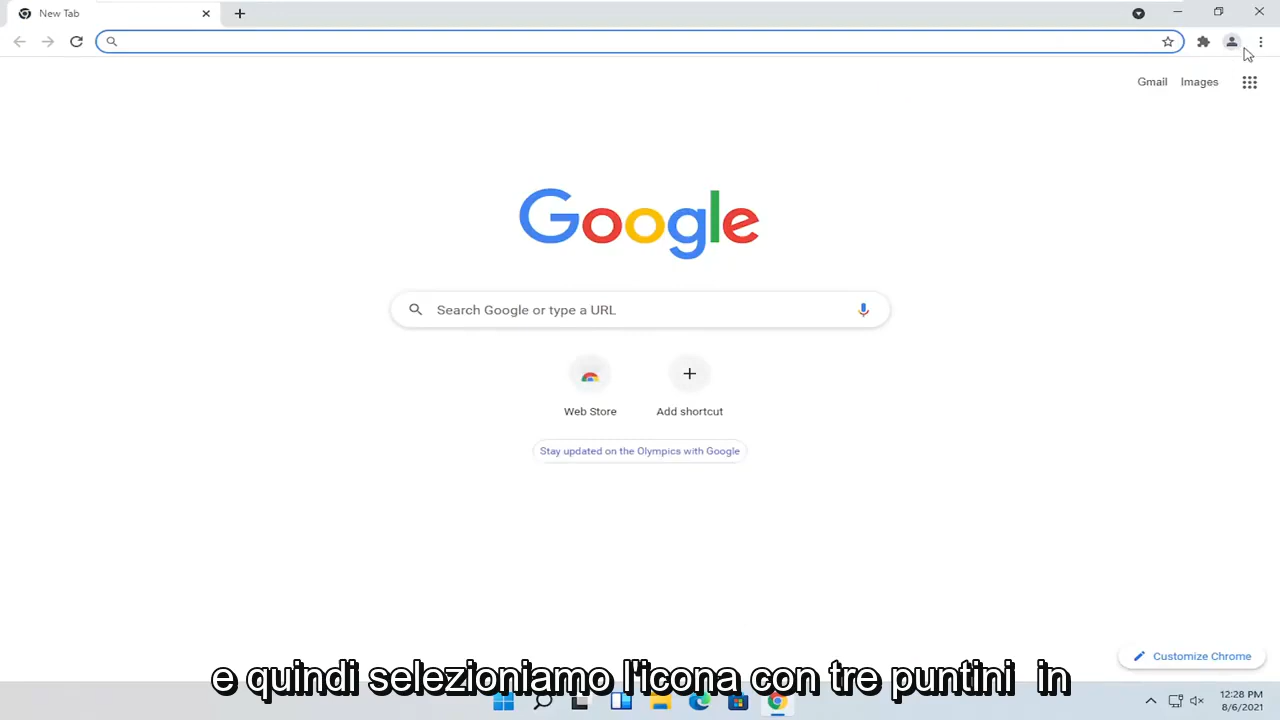 New Tab
Gmail Images
Google
Search Google or type a URL
Web Store Add shortcut
Stay updated on the Olympics with Google
Customize Chrome
e quindi selezioniamo l'icona con tre puntini in
12:28 PM
8/6/2021